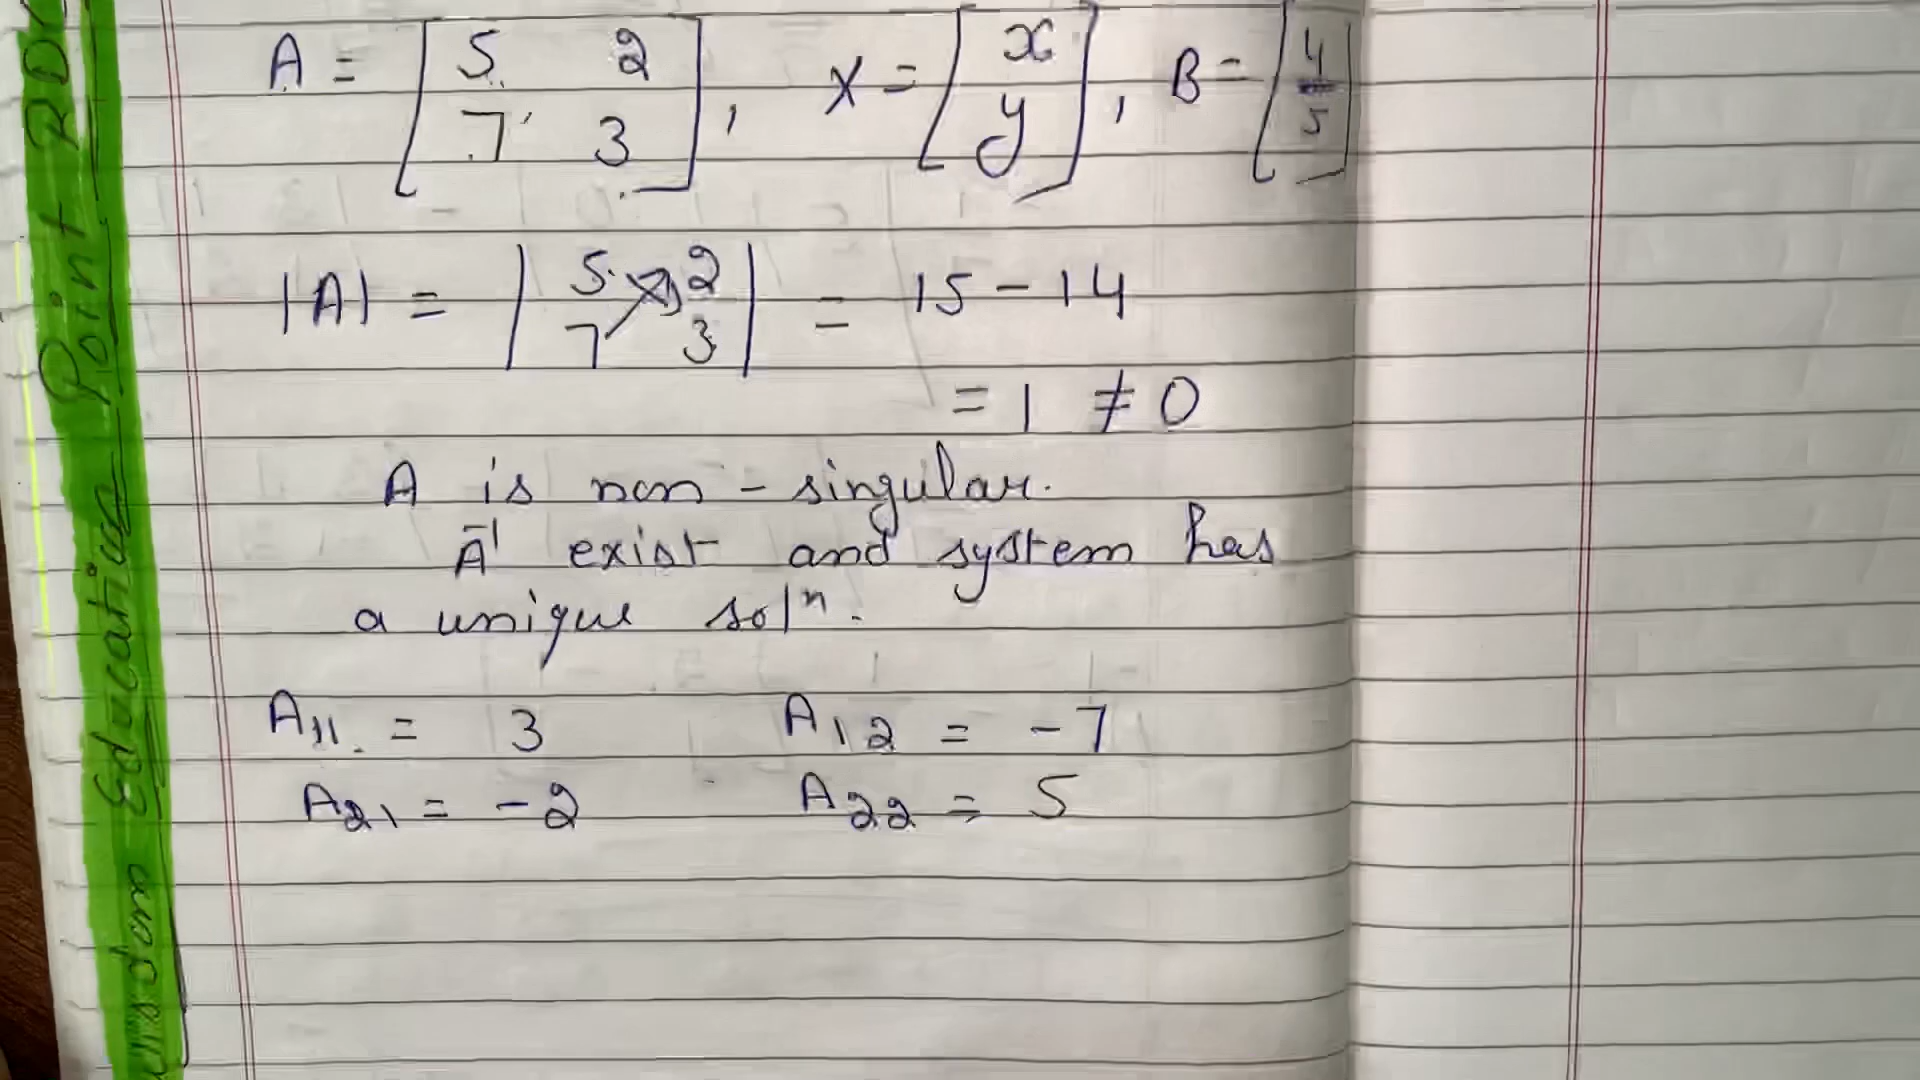 A = [5 2
7 3], X = [x
y], B = [4
5]
|A| = |5 2
7 3| = 15 - 14
= 1 ≠ 0
A is non - singular.
A⁻¹ exist and system has
a unique solⁿ.
A₁₁ = 3 A₁₂ = -7
A₂₁ = -2 A₂₂ = 5
Education Point